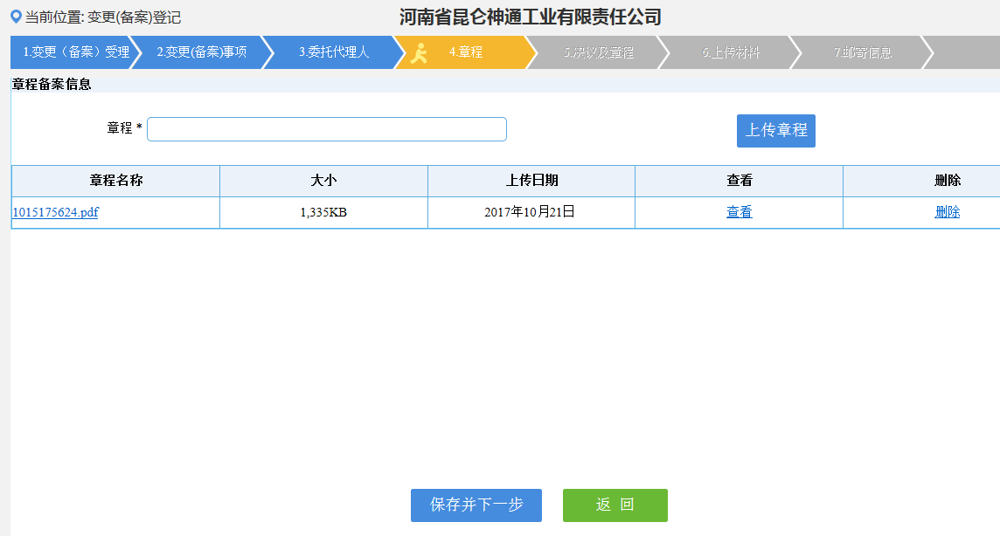 当前位置: 变更(备案)登记
河南省昆仑神通工业有限责任公司
1.变更（备案）受理 2.变更(备案)事项 3.委托代理人 4.章程 5.决议及章程 6.上传材料 7.邮寄信息
章程备案信息
章程 * 上传章程
章程名称 大小 上传日期 查看 删除
1015175624.pdf 1,335KB 2017年10月21日 查看 删除
保存并下一步 返 回